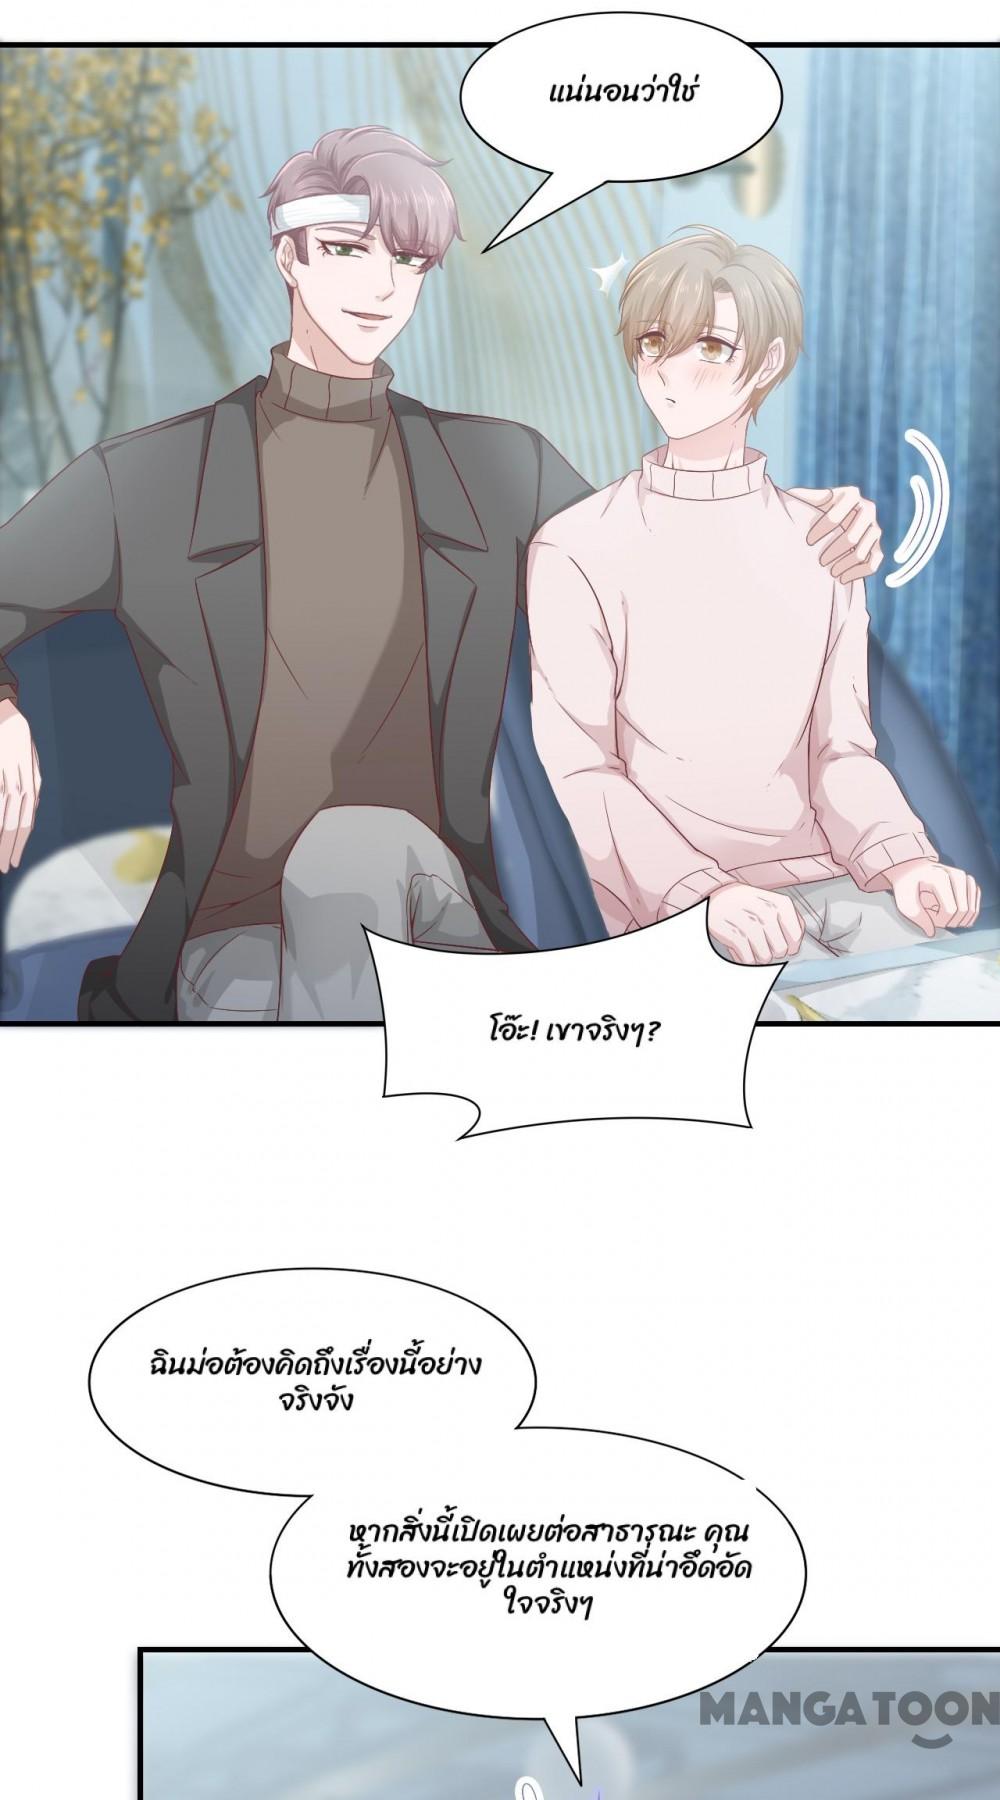 แน่นอนว่าใช่
โอ๊ะ! เขาจริงๆ?
ฉินม่อต้องคิดถึงเรื่องนี้อย่าง
จริงจัง
หากสิ่งนี้เปิดเผยต่อสาธารณะ คุณ
ทั้งสองจะอยู่ในตำแหน่งที่น่าอึดอัด
ใจจริงๆ
MANGATOON